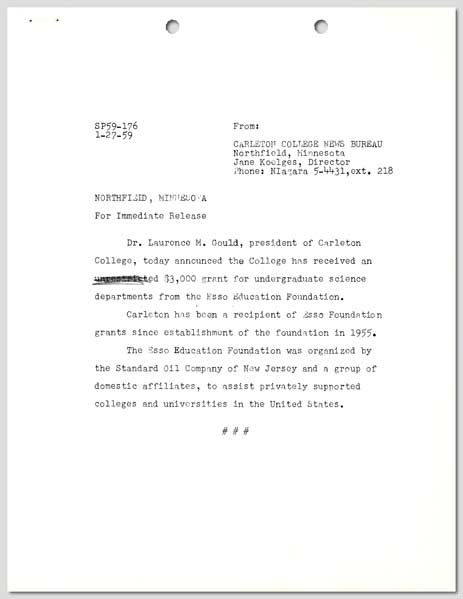 SP59-176
1-27-59
From:
CARLETON COLLEGE NEWS BUREAU
Northfield, Minnesota
Jane Koelges, Director
Phone: NIagara 5-4431,ext. 218
NORTHFIELD, MINNESOTA
For Immediate Release
Dr. Laurence M. Gould, president of Carleton
College, today announced the College has received an
unrestricted $3,000 grant for undergraduate science
departments from the Esso Education Foundation.
Carleton has been a recipient of Esso Foundation
grants since establishment of the foundation in 1955.
The Esso Education Foundation was organized by
the Standard Oil Company of New Jersey and a group of
domestic affiliates, to assist privately supported
colleges and universities in the United States.
# # #